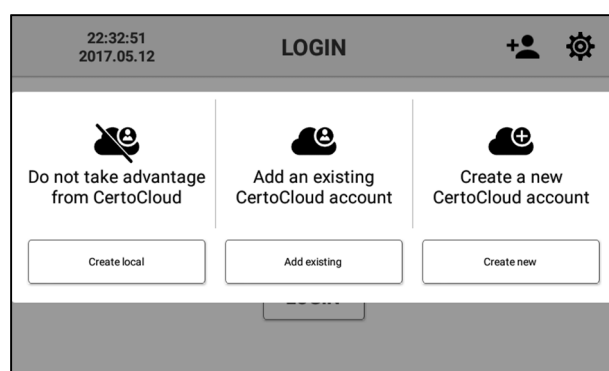 22:32:51
2017.05.12
LOGIN
Do not take advantage
from CertoCloud
Add an existing
CertoCloud account
Create a new
CertoCloud account
Create local
Add existing
Create new
LOGIN